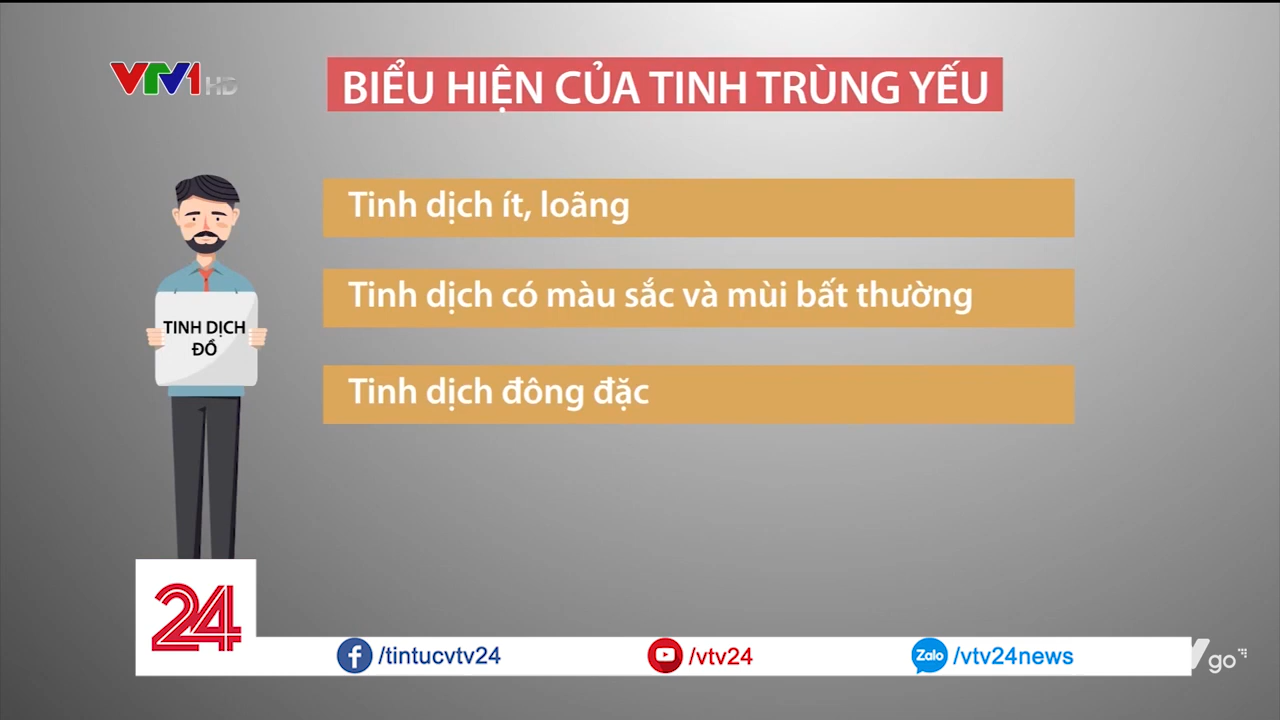 VTV1 HD
BIỂU HIỆN CỦA TINH TRÙNG YẾU
Tinh dịch ít, loãng
Tinh dịch có màu sắc và mùi bất thường
TINH DỊCH
ĐỒ
Tinh dịch đông đặc
24
/tintucvtv24
/vtv24
Zalo /vtv24news
go